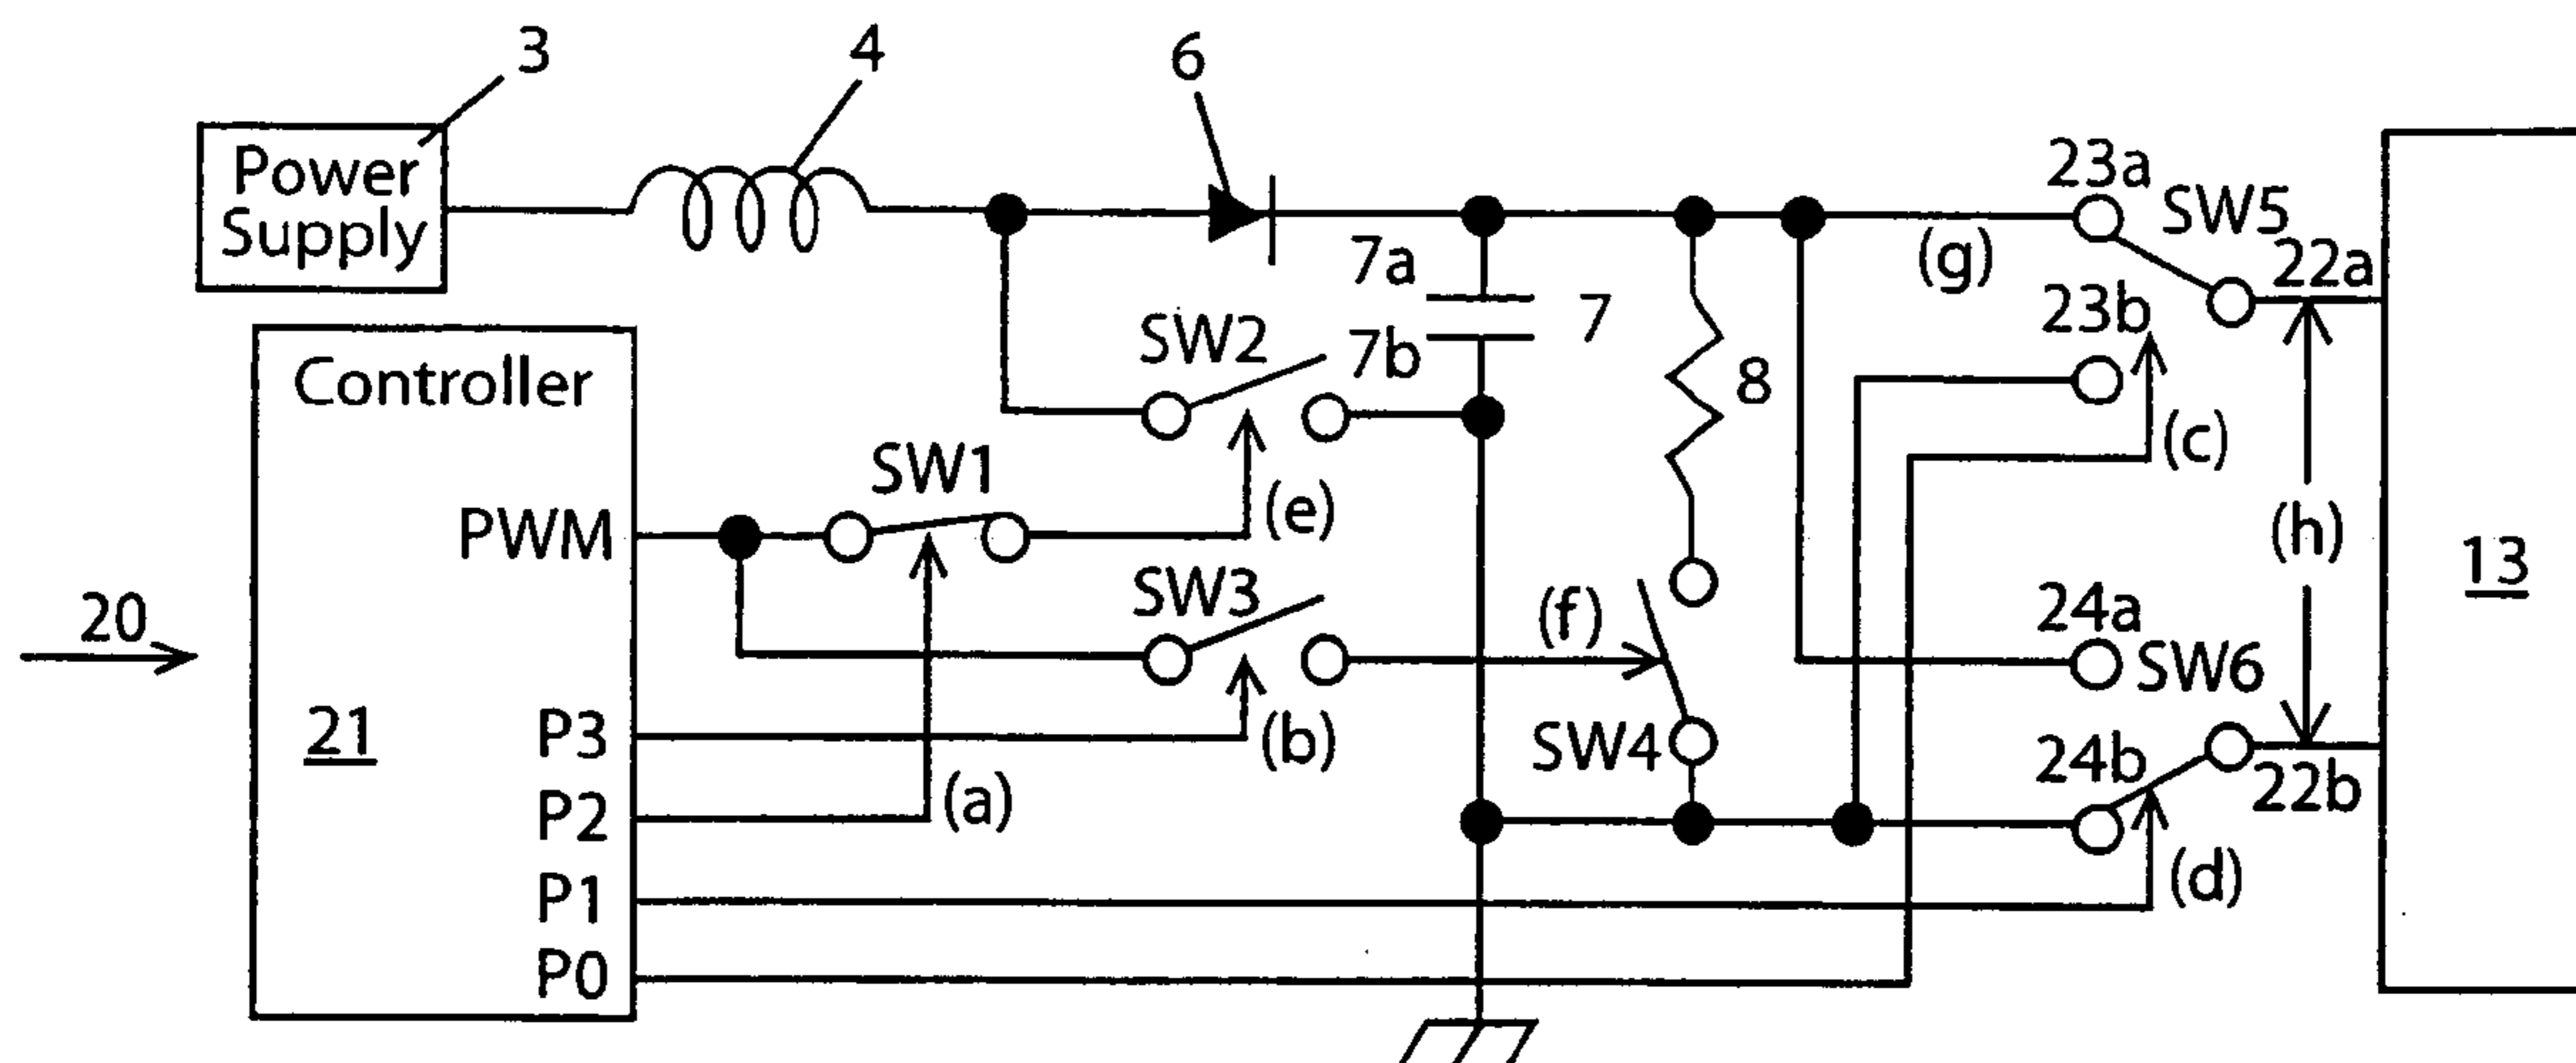 3
4
6
Power
Supply
23a
SW5
7a
(g)
22a
7
23b
SW2
7b
Controller
8
(c)
SW1
(e)
PWM
(h)
13
SW3
(f)
24a
20
SW6
P3
21
(b)
SW4
24b
22b
P2
(a)
(d)
P1
P0